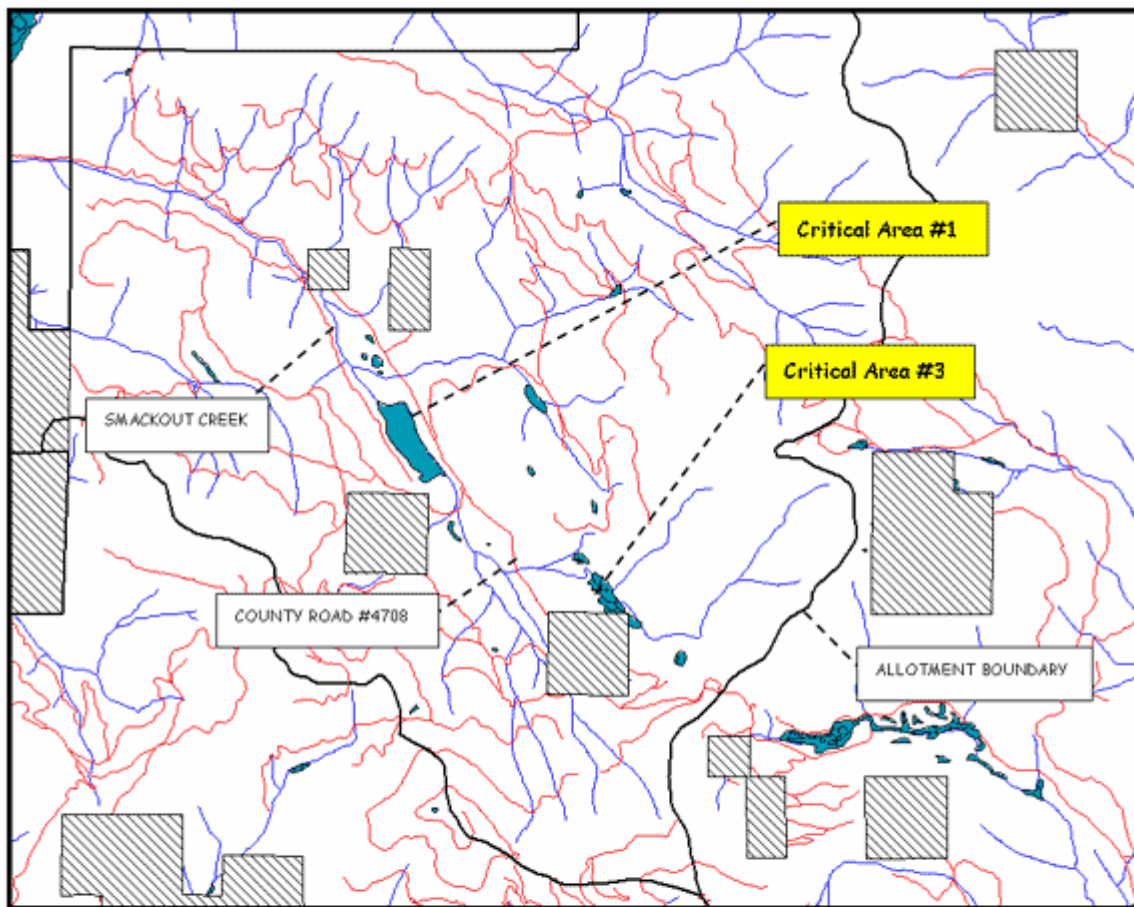 Critical Area #1
Critical Area #3
SMACKOUT CREEK
COUNTY ROAD #4708
ALLOTMENT BOUNDARY